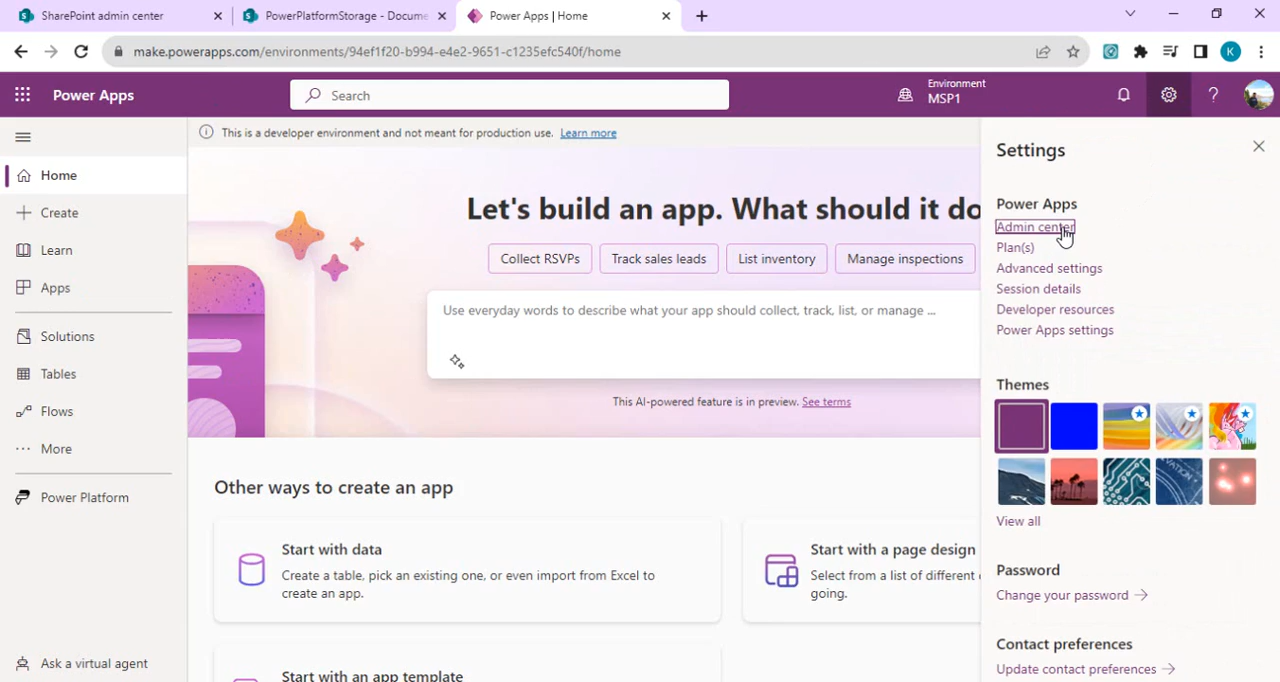 SharePoint admin center
PowerPlatformStorage - Docume
Power Apps | Home
make.powerapps.com/environments/94ef1f20-b994-e4e2-9651-c1235efc540f/home
K
Power Apps
Search
Environment
MSP1
?
This is a developer environment and not meant for production use. Learn more
Home
Create
Learn
Apps
Solutions
Tables
Flows
More
Power Platform
Ask a virtual agent
Let's build an app. What should it do
Collect RSVPs
Track sales leads
List inventory
Manage inspections
Use everyday words to describe what your app should collect, track, list, or manage ...
This AI-powered feature is in preview. See terms
Other ways to create an app
Start with data
Create a table, pick an existing one, or even import from Excel to
create an app.
Start with a page design
Select from a list of different
going.
Start with an app template
Settings
Power Apps
Admin center
Plan(s)
Advanced settings
Session details
Developer resources
Power Apps settings
Themes
View all
Password
Change your password
Contact preferences
Update contact preferences